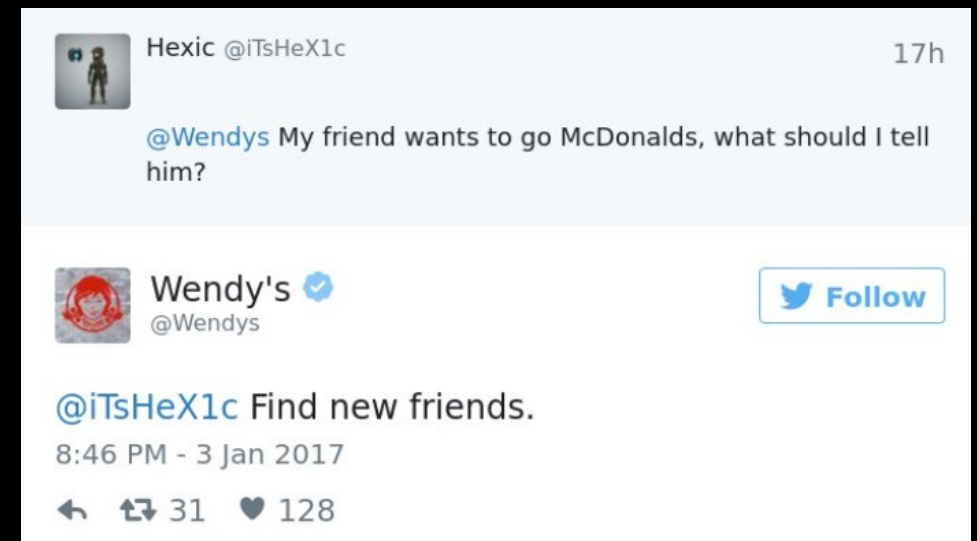 Hexic @iTsHeX1c
17h
@Wendys My friend wants to go McDonalds, what should I tell
him?
Wendy's
@Wendys
Follow
@iTsHeX1c Find new friends.
8:46 PM - 3 Jan 2017
31 128